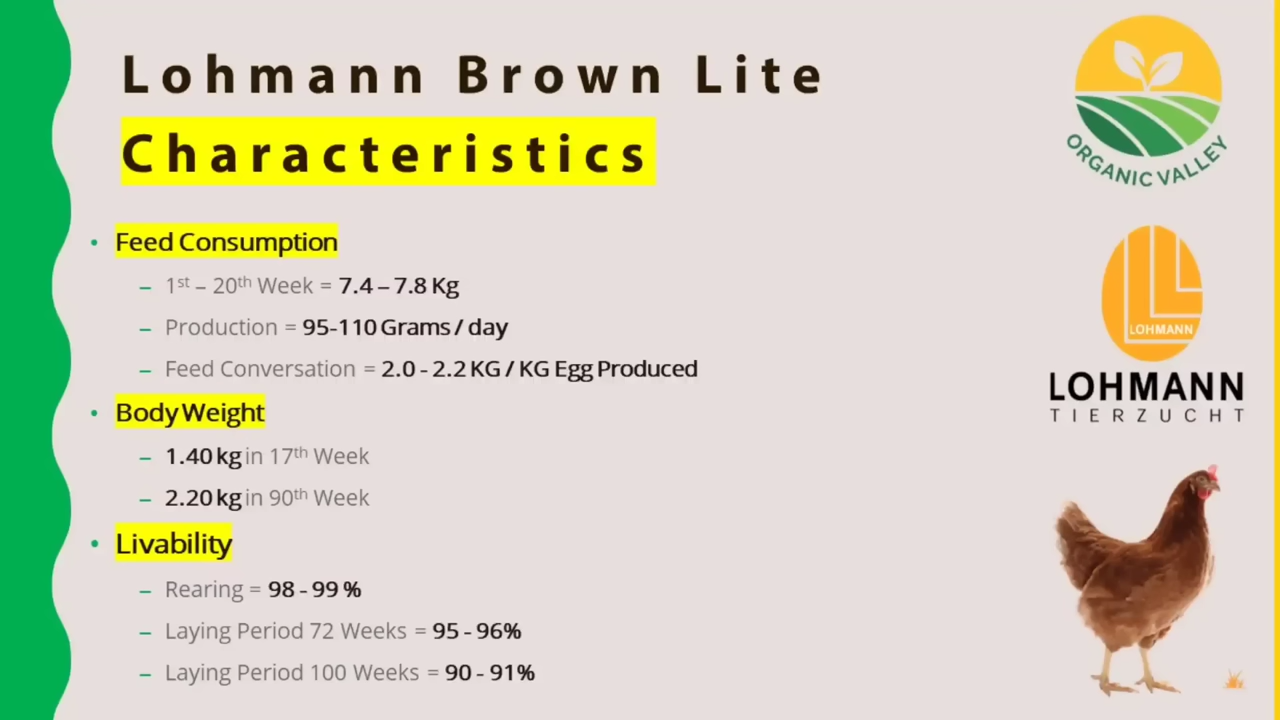 Lohmann Brown Lite
Characteristics
ORGANIC VALLEY
• Feed Consumption
– 1st – 20th Week = 7.4 – 7.8 Kg
– Production = 95-110 Grams / day
– Feed Conversation = 2.0 - 2.2 KG / KG Egg Produced
LOHMANN
LOHMANN
TIERZUCHT
• Body Weight
– 1.40 kg in 17th Week
– 2.20 kg in 90th Week
• Livability
– Rearing = 98 - 99 %
– Laying Period 72 Weeks = 95 - 96%
– Laying Period 100 Weeks = 90 - 91%